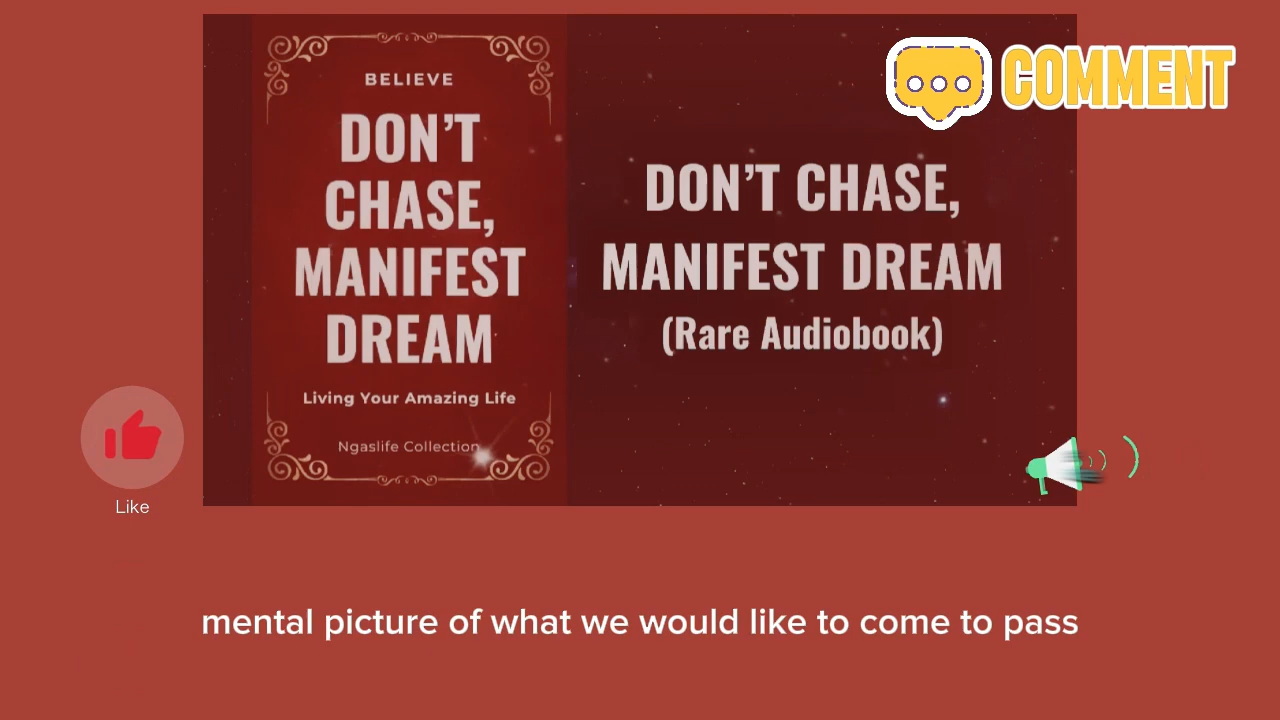 BELIEVE
DON'T
CHASE,
MANIFEST
DREAM
Living Your Amazing Life
Ngaslife Collection
DON'T CHASE,
MANIFEST DREAM
(Rare Audiobook)
COMMENT
Like
mental picture of what we would like to come to pass